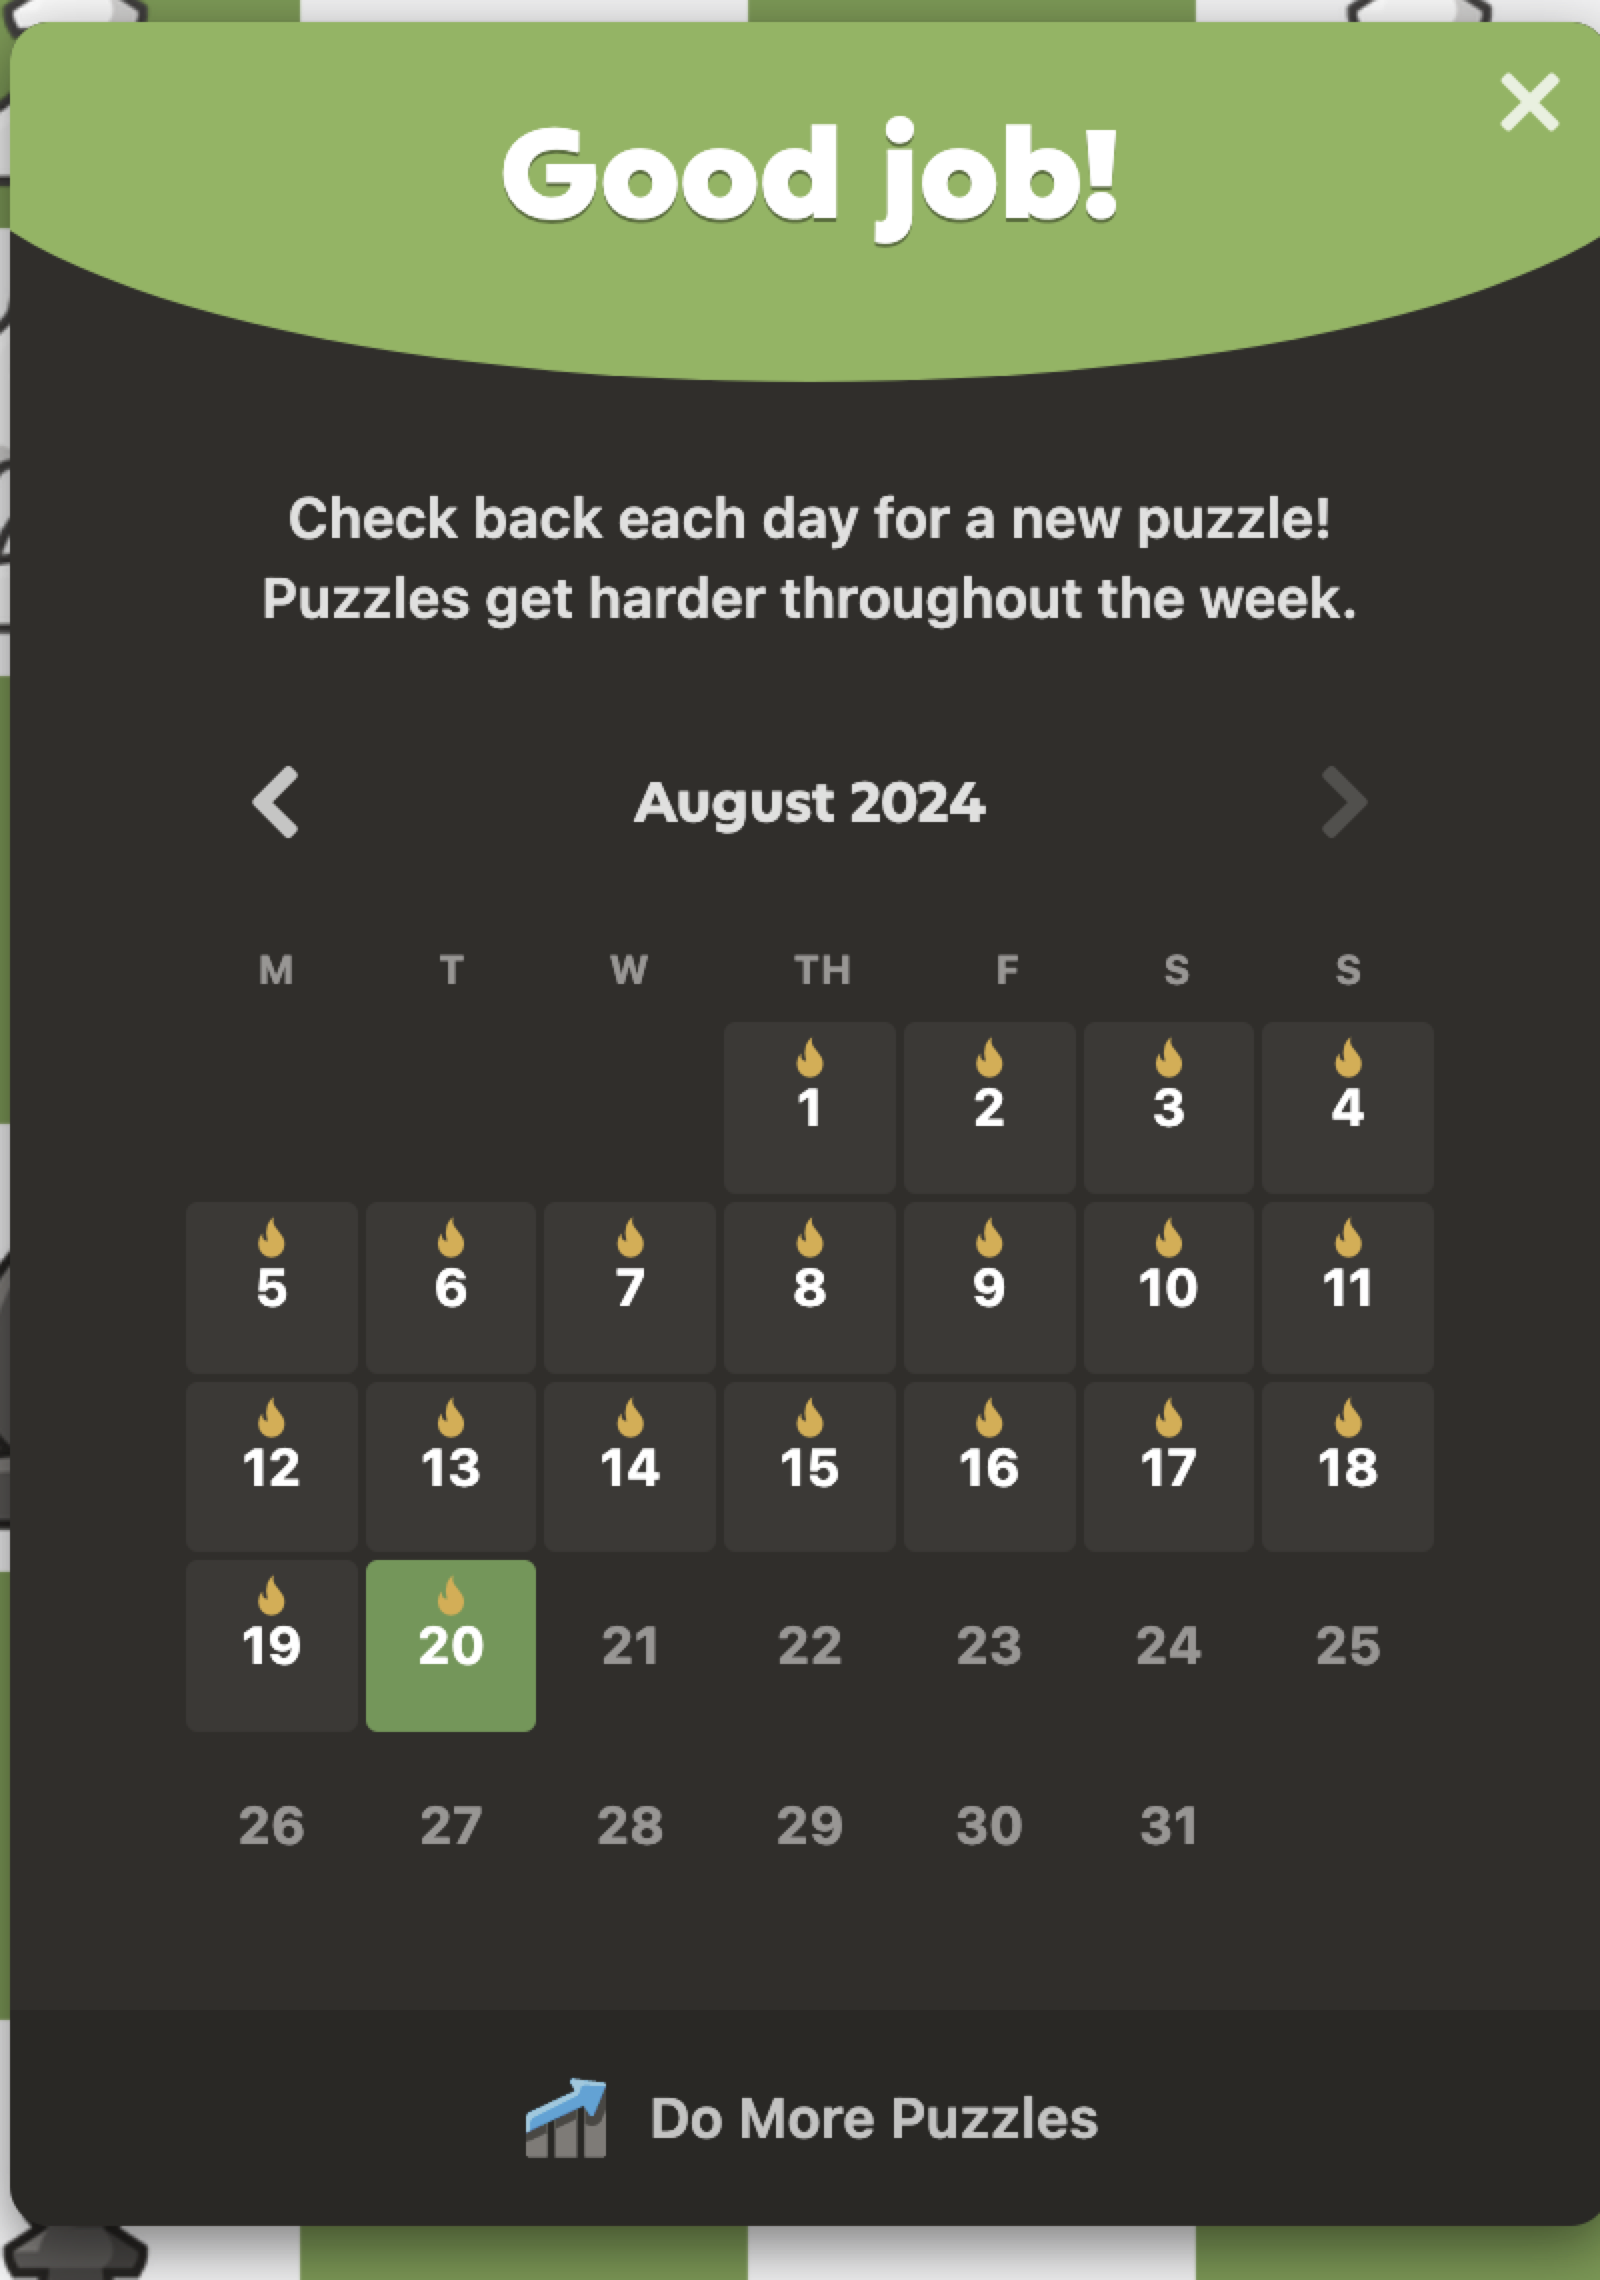 Good job!
Check back each day for a new puzzle!
Puzzles get harder throughout the week.
August 2024
M T W TH F S S
1 2 3 4
5 6 7 8 9 10 11
12 13 14 15 16 17 18
19 20 21 22 23 24 25
26 27 28 29 30 31
Do More Puzzles